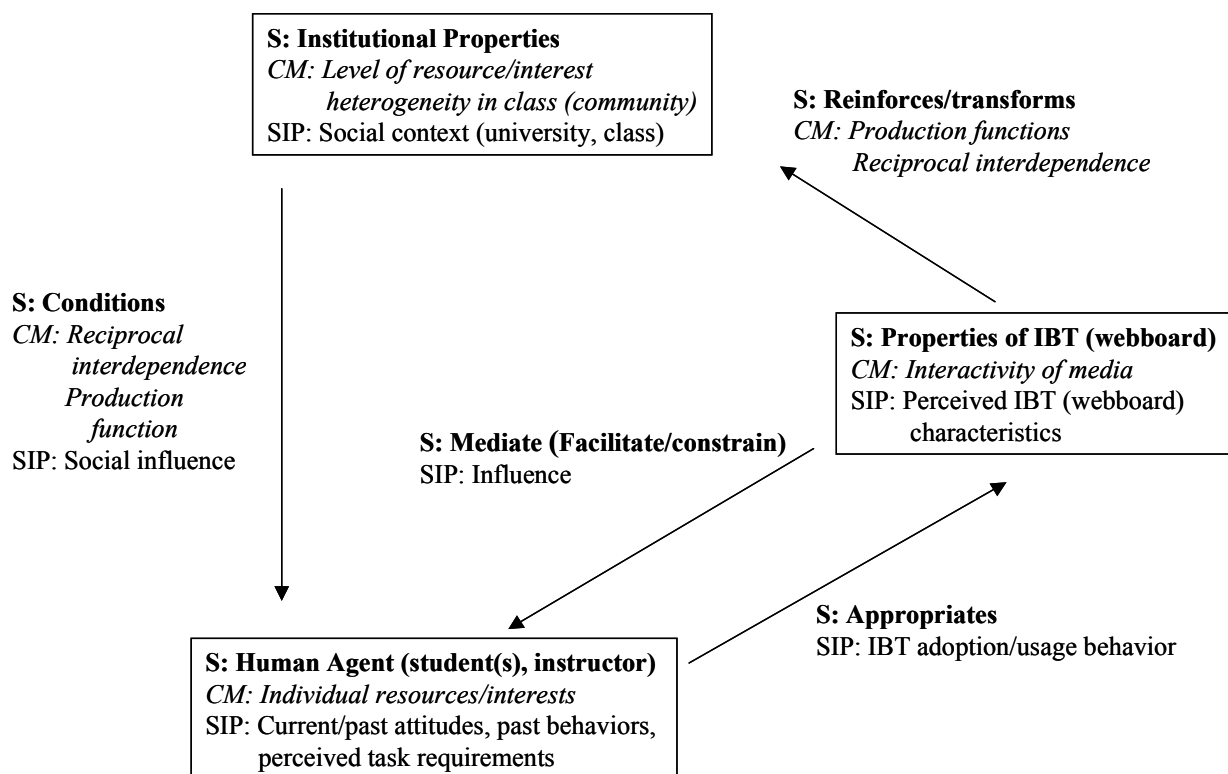 S: Institutional Properties
CM: Level of resource/interest
heterogeneity in class (community)
SIP: Social context (university, class)
S: Reinforces/transforms
CM: Production functions
Reciprocal interdependence
S: Conditions
CM: Reciprocal
interdependence
Production
function
SIP: Social influence
S: Properties of IBT (webboard)
CM: Interactivity of media
SIP: Perceived IBT (webboard)
characteristics
S: Mediate (Facilitate/constrain)
SIP: Influence
S: Appropriates
SIP: IBT adoption/usage behavior
S: Human Agent (student(s), instructor)
CM: Individual resources/interests
SIP: Current/past attitudes, past behaviors,
perceived task requirements